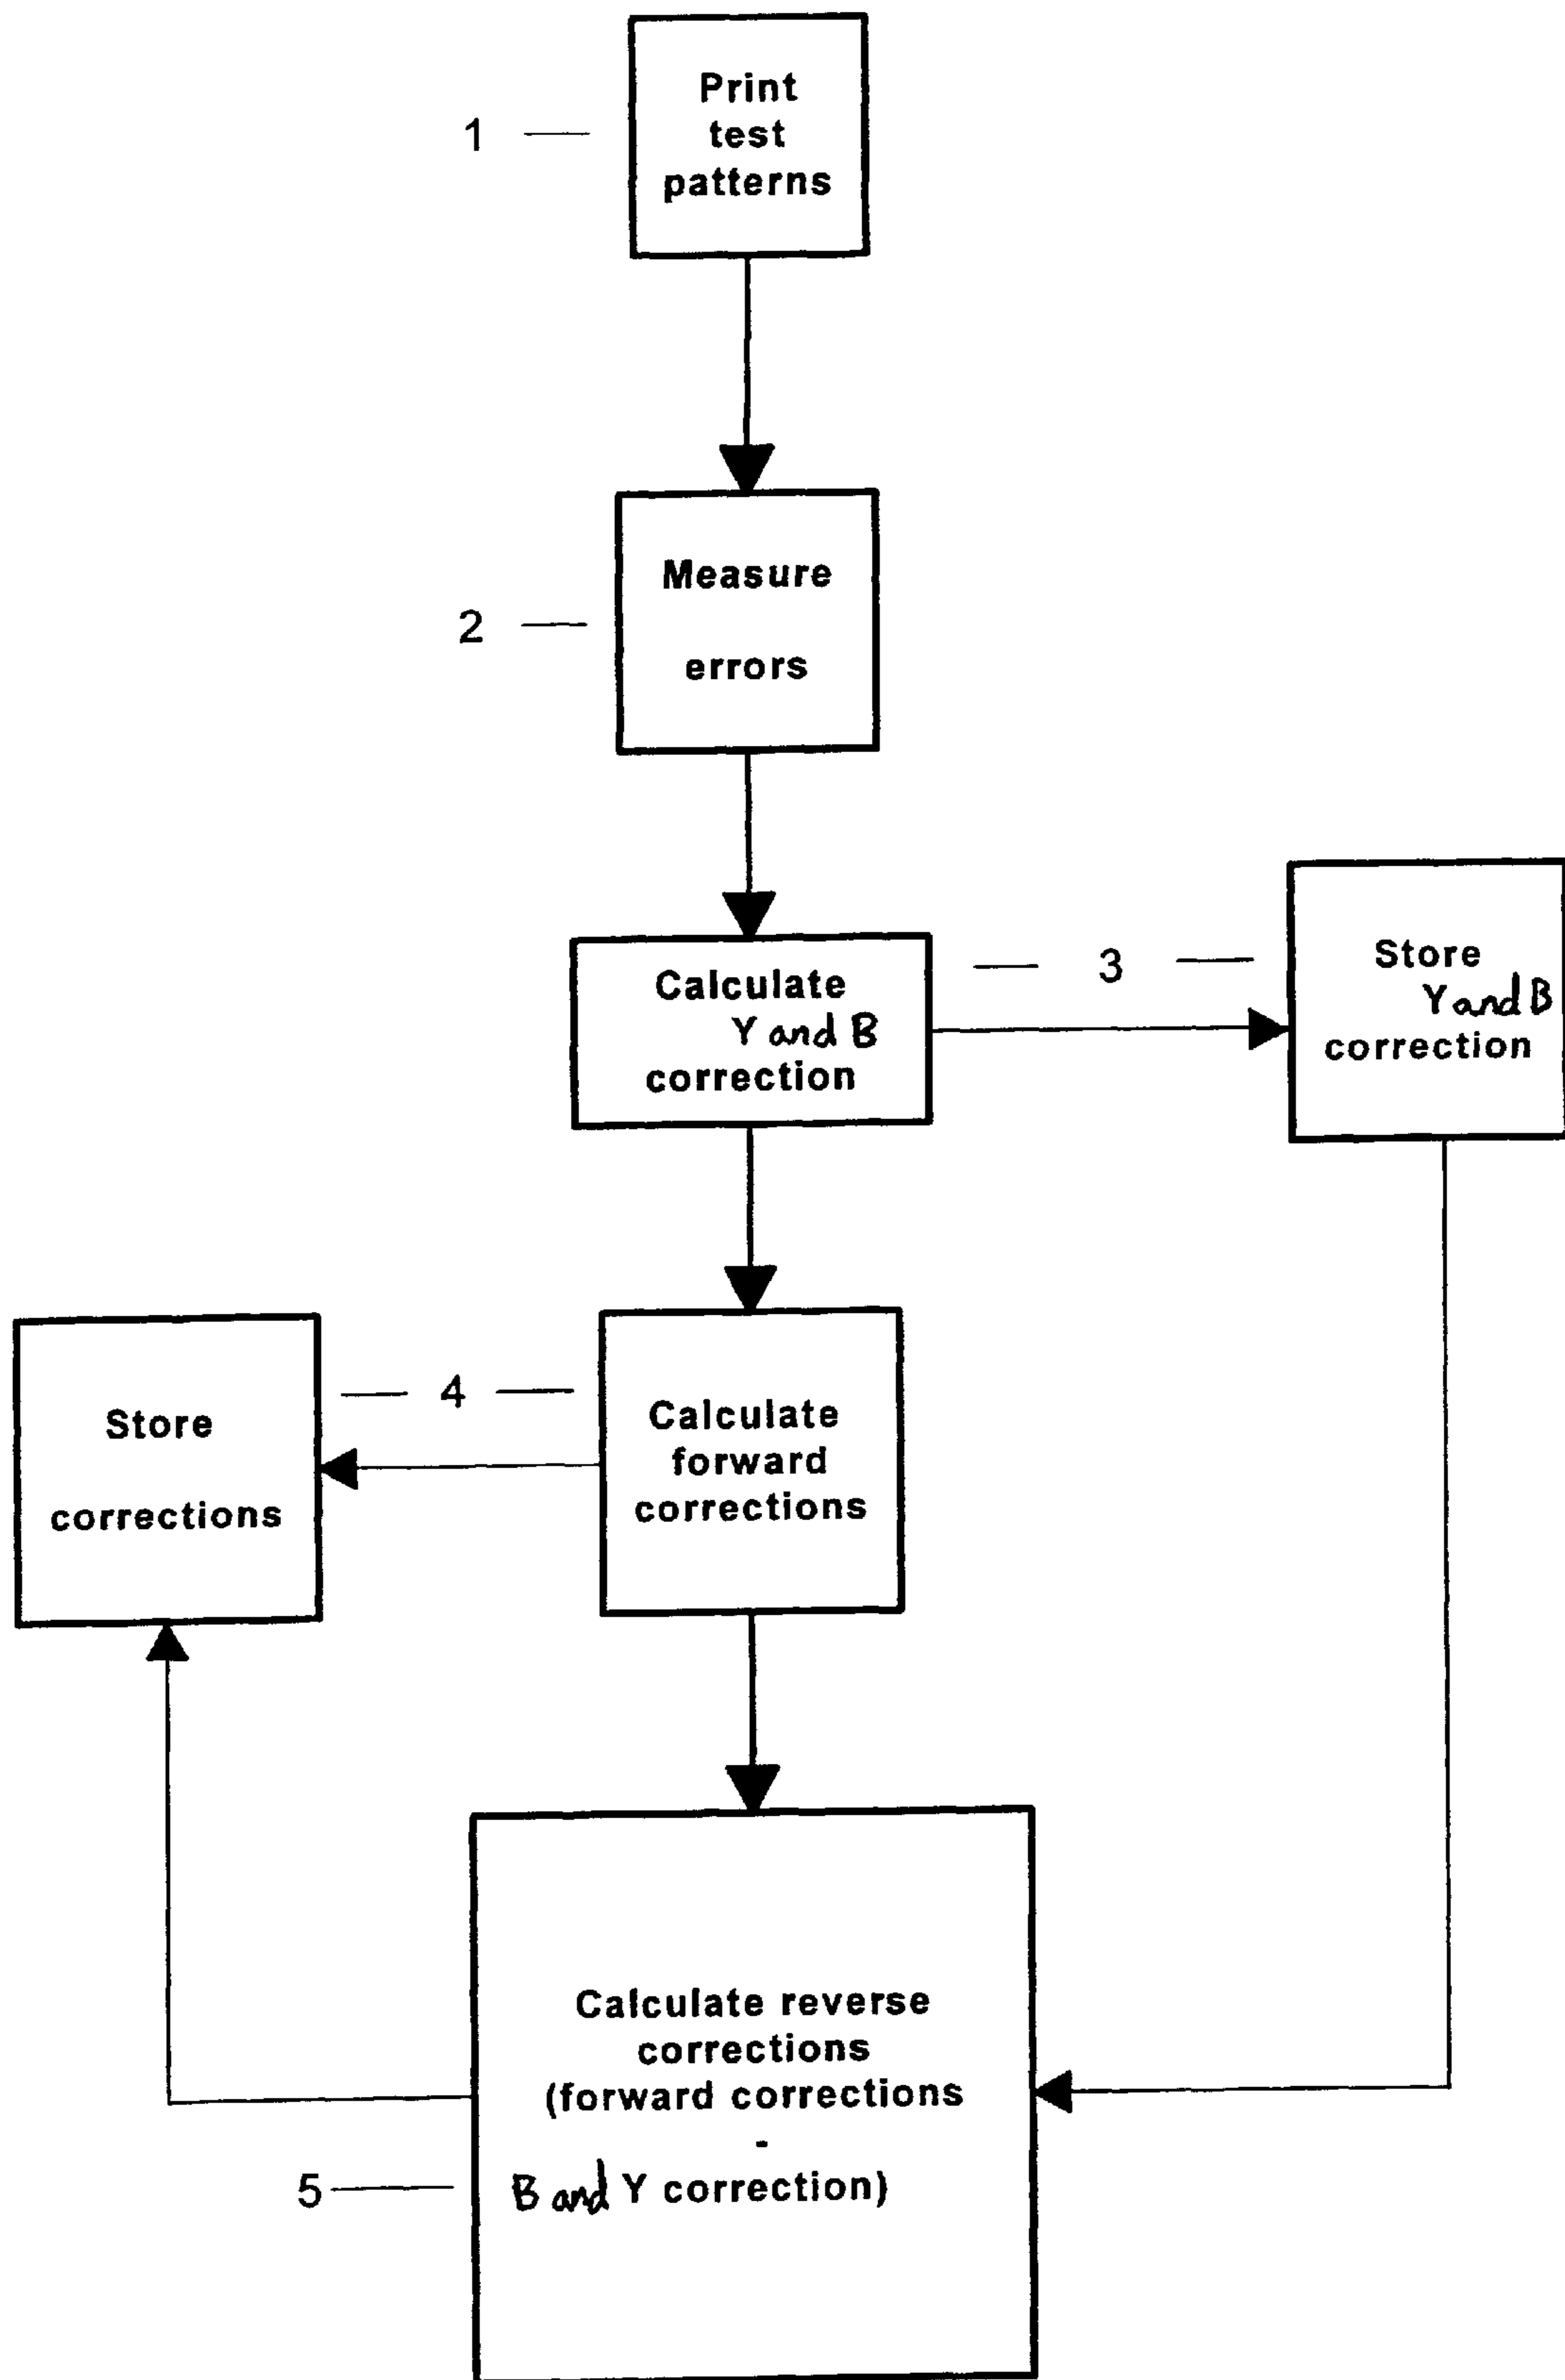 1
Print
test
patterns
2
Measure
errors
Calculate
Y and B
correction
3
Store
Y and B
correction
Store
corrections
4
Calculate
forward
corrections
Calculate reverse
corrections
(forward corrections
-
B and Y correction)
5